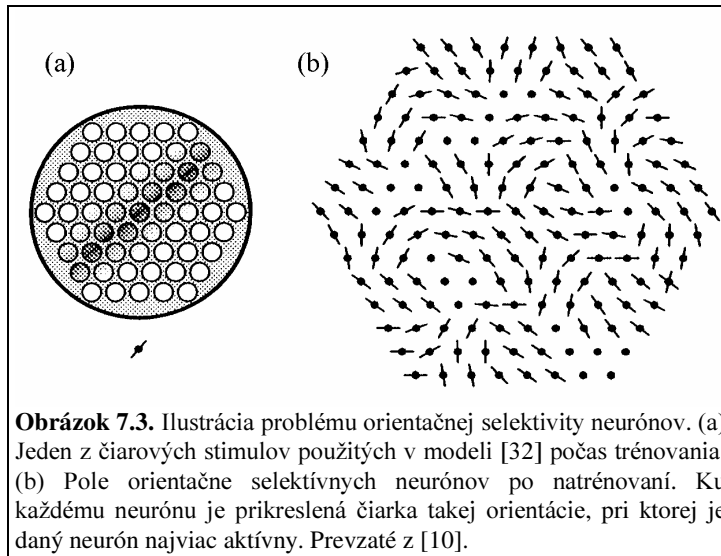 (a)
(b)
Obrázok 7.3. Ilustrácia problému orientačnej selektivity neurónov. (a)
Jeden z čiarových stimulov použitých v modeli [32] počas trénovania
(b) Pole orientačne selektívnych neurónov po natrénovaní. Ku
každému neurónu je prikreslená čiarka takej orientácie, pri ktorej je
daný neurón najviac aktívny. Prevzaté z [10].